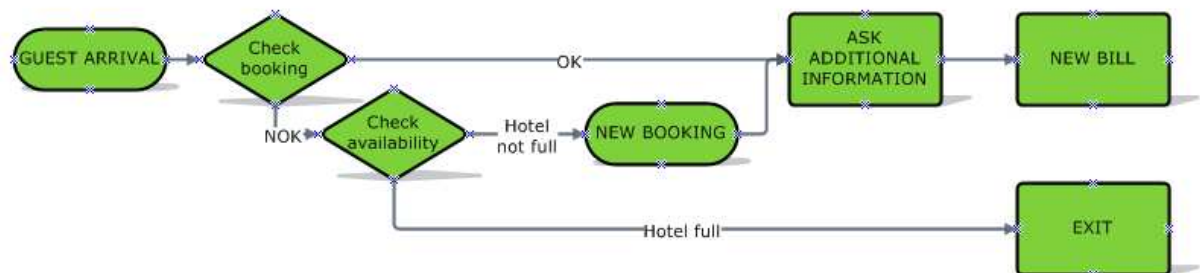 GUEST ARRIVAL
Check
booking
OK
ASK
ADDITIONAL
INFORMATION
NEW BILL
NOK
Check
availability
Hotel
not full
NEW BOOKING
Hotel full
EXIT